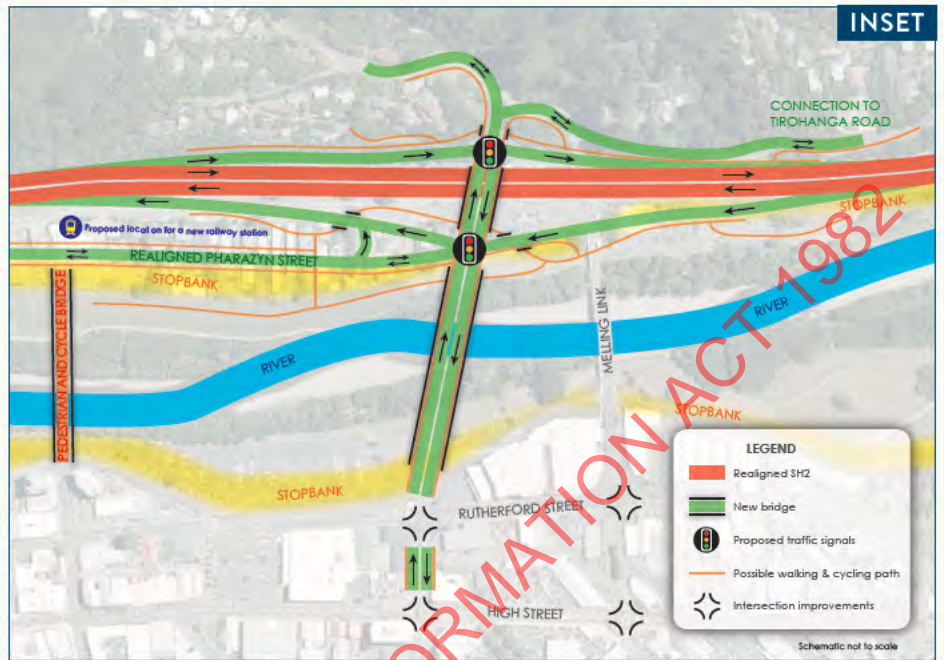 INSET
CONNECTION TO
TIROHANGA ROAD
STOPBANK
Proposed location for a new railway station
REALIGNED PHARAZYN STREET
STOPBANK
PEDESTRIAN AND CYCLE BRIDGE
RIVER
MELLING LINK
RIVER
STOPBANK
STOPBANK
RUTHERFORD STREET
HIGH STREET
LEGEND
Realigned SH2
New bridge
Proposed traffic signals
Possible walking & cycling path
Intersection improvements
Schematic not to scale
ORMATION ACT 1982